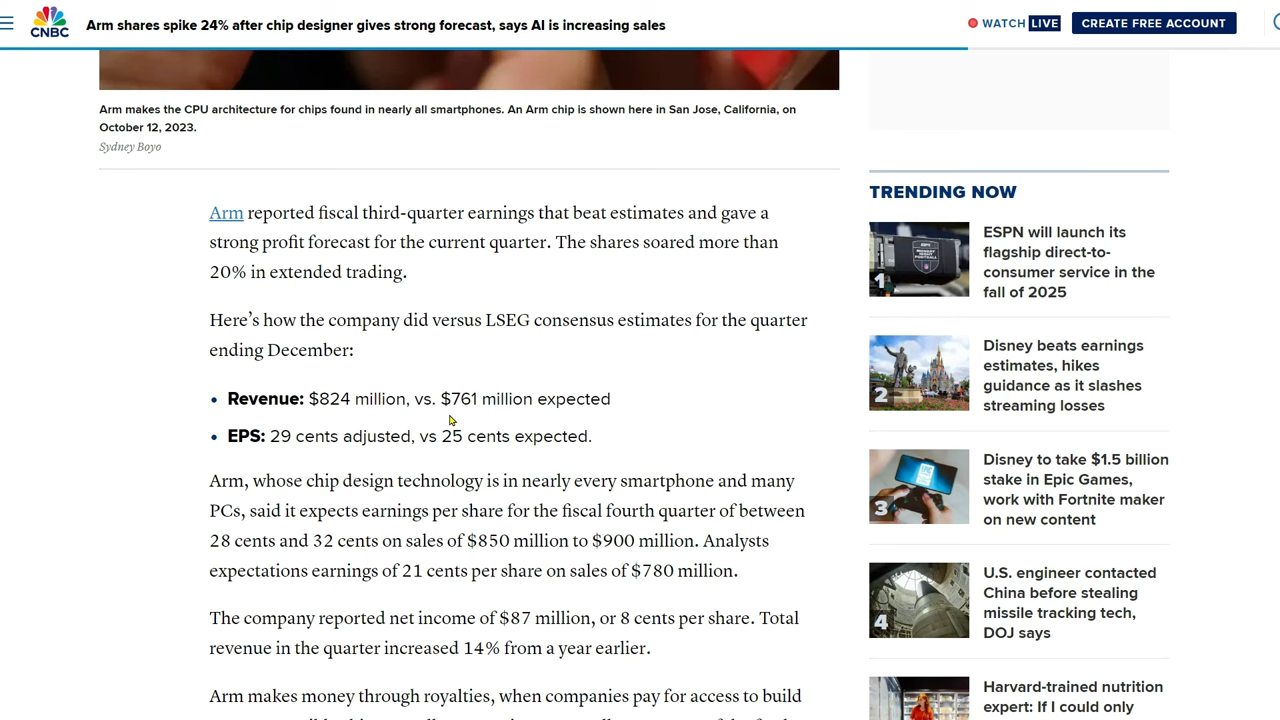 CNBC
Arm shares spike 24% after chip designer gives strong forecast, says AI is increasing sales
WATCH LIVE
CREATE FREE ACCOUNT
Arm makes the CPU architecture for chips found in nearly all smartphones. An Arm chip is shown here in San Jose, California, on
October 12, 2023.
Sydney Boyo
Arm reported fiscal third-quarter earnings that beat estimates and gave a
strong profit forecast for the current quarter. The shares soared more than
20% in extended trading.
Here’s how the company did versus LSEG consensus estimates for the quarter
ending December:
• Revenue: $824 million, vs. $761 million expected
• EPS: 29 cents adjusted, vs 25 cents expected.
Arm, whose chip design technology is in nearly every smartphone and many
PCs, said it expects earnings per share for the fiscal fourth quarter of between
28 cents and 32 cents on sales of $850 million to $900 million. Analysts
expectations earnings of 21 cents per share on sales of $780 million.
The company reported net income of $87 million, or 8 cents per share. Total
revenue in the quarter increased 14% from a year earlier.
Arm makes money through royalties, when companies pay for access to build
TRENDING NOW
1
ESPN will launch its
flagship direct-to-
consumer service in the
fall of 2025
2
Disney beats earnings
estimates, hikes
guidance as it slashes
streaming losses
3
Disney to take $1.5 billion
stake in Epic Games,
work with Fortnite maker
on new content
4
U.S. engineer contacted
China before stealing
missile tracking tech,
DOJ says
Harvard-trained nutrition
expert: If I could only